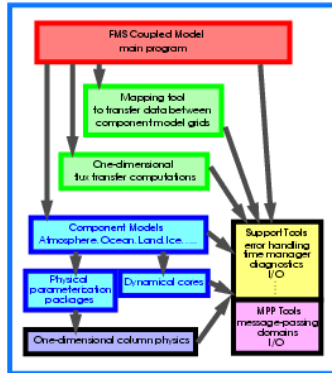 FMS Coupled Model
main program
Mapping tool
to transfer data between
component model grids
One-dimensional
flux transfer computations
Component Models
Atmosphere. Ocean. Land. Ice......
Physical
parameterization
packages
Dynamical cores
One-dimensional column physics
Support Tools
error handling
time manager
diagnostics
I/O
MPP Tools
message-passing
domains
I/O